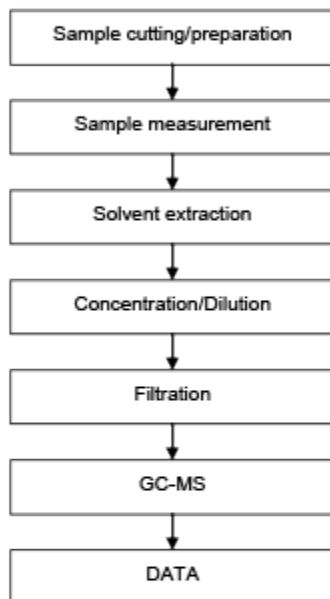 Sample cutting/preparation
Sample measurement
Solvent extraction
Concentration/Dilution
Filtration
GC-MS
DATA